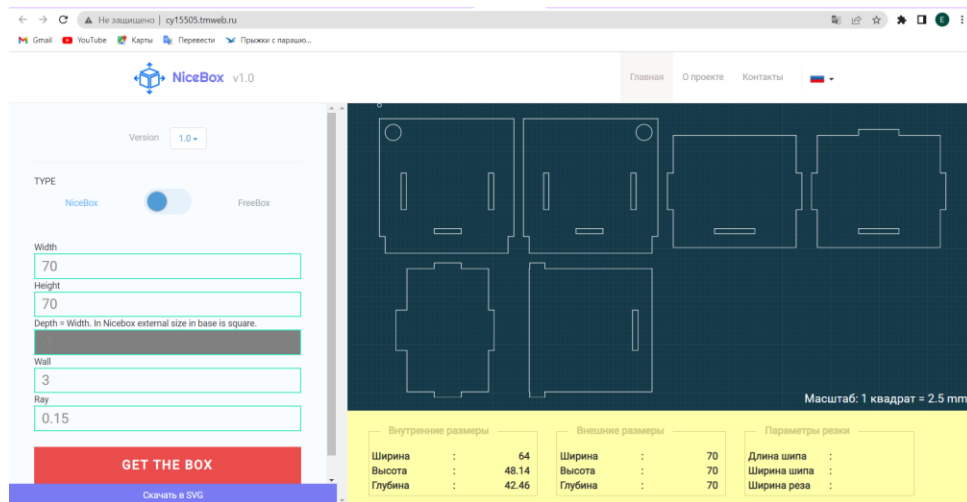 Не защищено | cy15505.tmweb.ru
Gmail YouTube Карты Перевести Прыжки с парашю...
NiceBox v1.0
Главная О проекте Контакты
Version 1.0
TYPE
NiceBox FreeBox
Width
70
Height
70
Depth = Width. In Nicebox external size in base is square.
-1
Wall
3
Ray
0.15
GET THE BOX
Скачать в SVG
Масштаб: 1 квадрат = 2.5 mm
Внутренние размеры
Ширина : 64
Высота : 48.14
Глубина : 42.46
Внешние размеры
Ширина : 70
Высота : 70
Глубина : 70
Параметры резки
Длина шипа :
Ширина шипа :
Ширина реза :